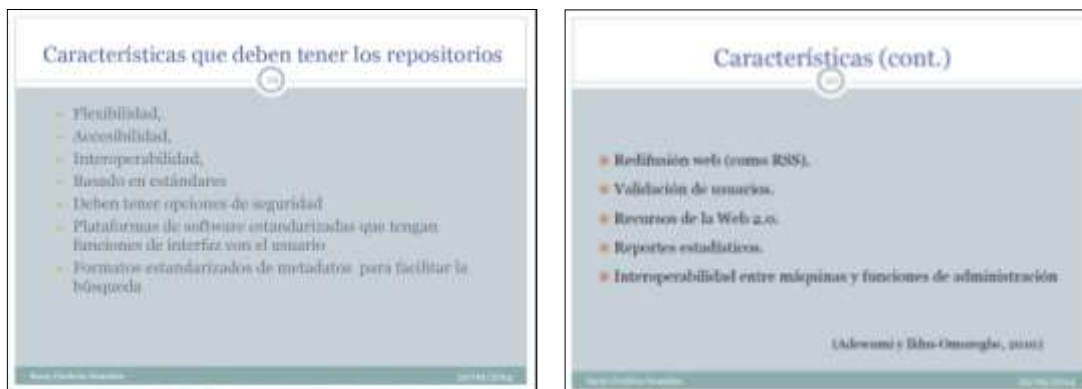 Características que deben tener los repositorios
Flexibilidad,
Accesibilidad,
Interoperabilidad,
Basado en estándares
Deben tener opciones de seguridad
Plataformas de software estandarizadas que tengan
funciones de interfaz con el usuario
Formatos estandarizados de metadatos para facilitar la
búsqueda
Características (cont.)
Redifusión web (como RSS).
Validación de usuarios.
Recursos de la Web 2.0.
Reportes estadísticos.
Interoperabilidad entre máquinas y funciones de administración
(Adewumi y